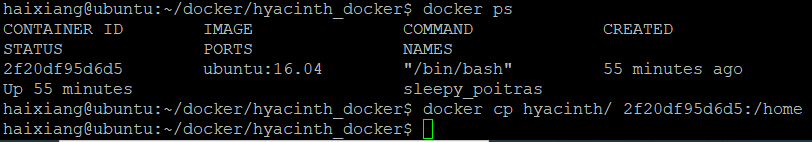 haixiang@ubuntu:~/docker/hyacinth_docker$ docker ps
CONTAINER ID IMAGE COMMAND CREATED
STATUS PORTS NAMES
2f20df95d6d5 ubuntu:16.04 "/bin/bash" 55 minutes ago
Up 55 minutes sleepy_poitras
haixiang@ubuntu:~/docker/hyacinth_docker$ docker cp hyacinth/ 2f20df95d6d5:/home
haixiang@ubuntu:~/docker/hyacinth_docker$